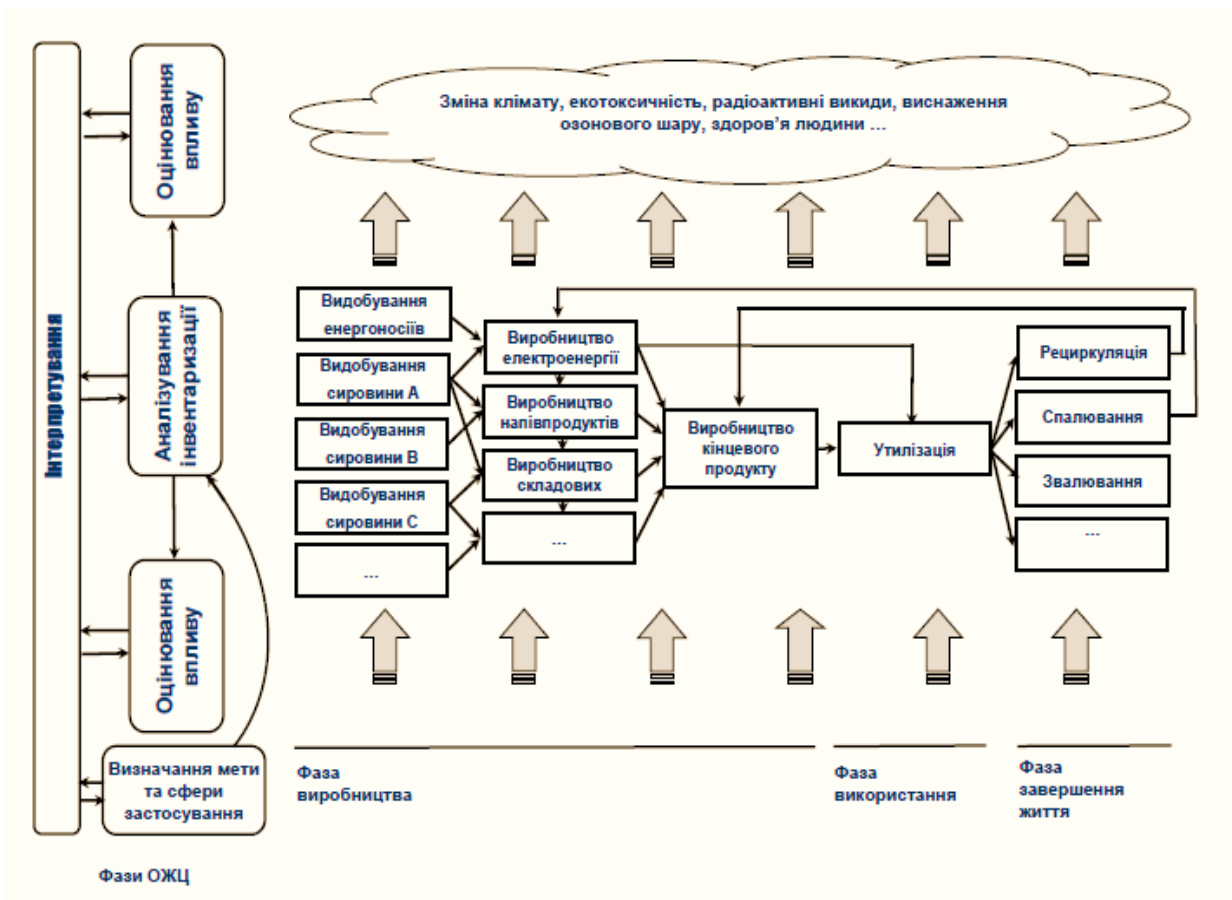 Інтерпретування
Оцінювання
впливу
Аналізування
інвентаризації
Оцінювання
впливу
Визначання мети
та сфери
застосування
Фази ОЖЦ
Зміна клімату, екотоксичність, радіоактивні викиди, виснаження
озонового шару, здоров'я людини ...
Видобування
енергоносіїв
Видобування
сировини А
Видобування
сировини В
Видобування
сировини С
...
Виробництво
електроенергії
Виробництво
напівпродуктів
Виробництво
складових
...
Виробництво
кінцевого
продукту
Утилізація
Рециркуляція
Спалювання
Звалювання
...
Фаза
виробництва
Фаза
використання
Фаза
завершення
життя